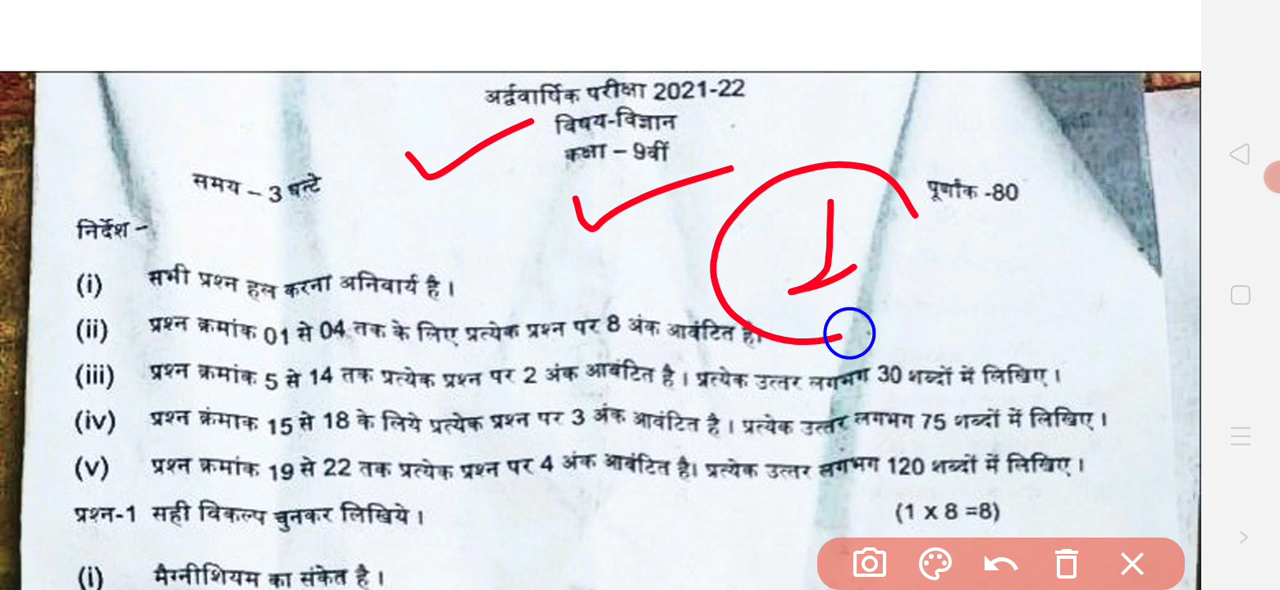 अर्द्धवार्षिक परीक्षा 2021-22
विषय-विज्ञान
कक्षा – 9वीं
समय – 3 घन्टे
पूर्णांक -80
निर्देश –
1
(i) सभी प्रश्न हल करना अनिवार्य है।
(ii) प्रश्न क्रमांक 01 से 04 तक के लिए प्रत्येक प्रश्न पर 8 अंक आवंटित है।
(iii) प्रश्न क्रमांक 5 से 14 तक प्रत्येक प्रश्न पर 2 अंक आवंटित है। प्रत्येक उत्तर लगभग 30 शब्दों में लिखिए।
(iv) प्रश्न क्रंमाक 15 से 18 के लिये प्रत्येक प्रश्न पर 3 अंक आवंटित है। प्रत्येक उत्तर लगभग 75 शब्दों में लिखिए।
(v) प्रश्न क्रमांक 19 से 22 तक प्रत्येक प्रश्न पर 4 अंक आवंटित है। प्रत्येक उत्तर लगभग 120 शब्दों में लिखिए।
प्रश्न-1 सही विकल्प चुनकर लिखिये। (1 x 8 =8)
(i) मैग्नीशियम का संकेत है।